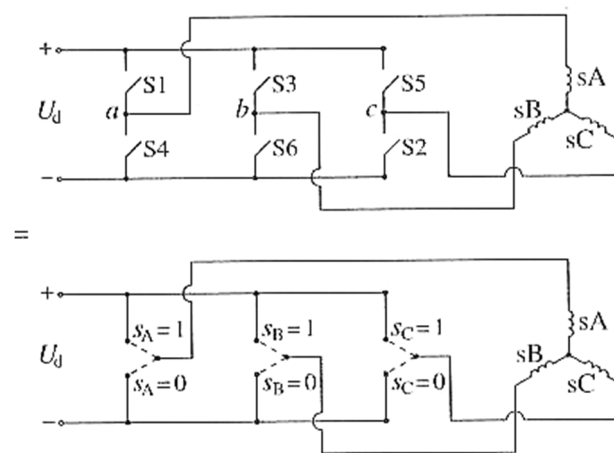 +
S1 S3 S5 sA
U_d a b c sB
S4 S6 S2 sC
−
=
+
s_A=1 s_B=1 s_C=1 sA
U_d sB
s_A=0 s_B=0 s_C=0 sC
−